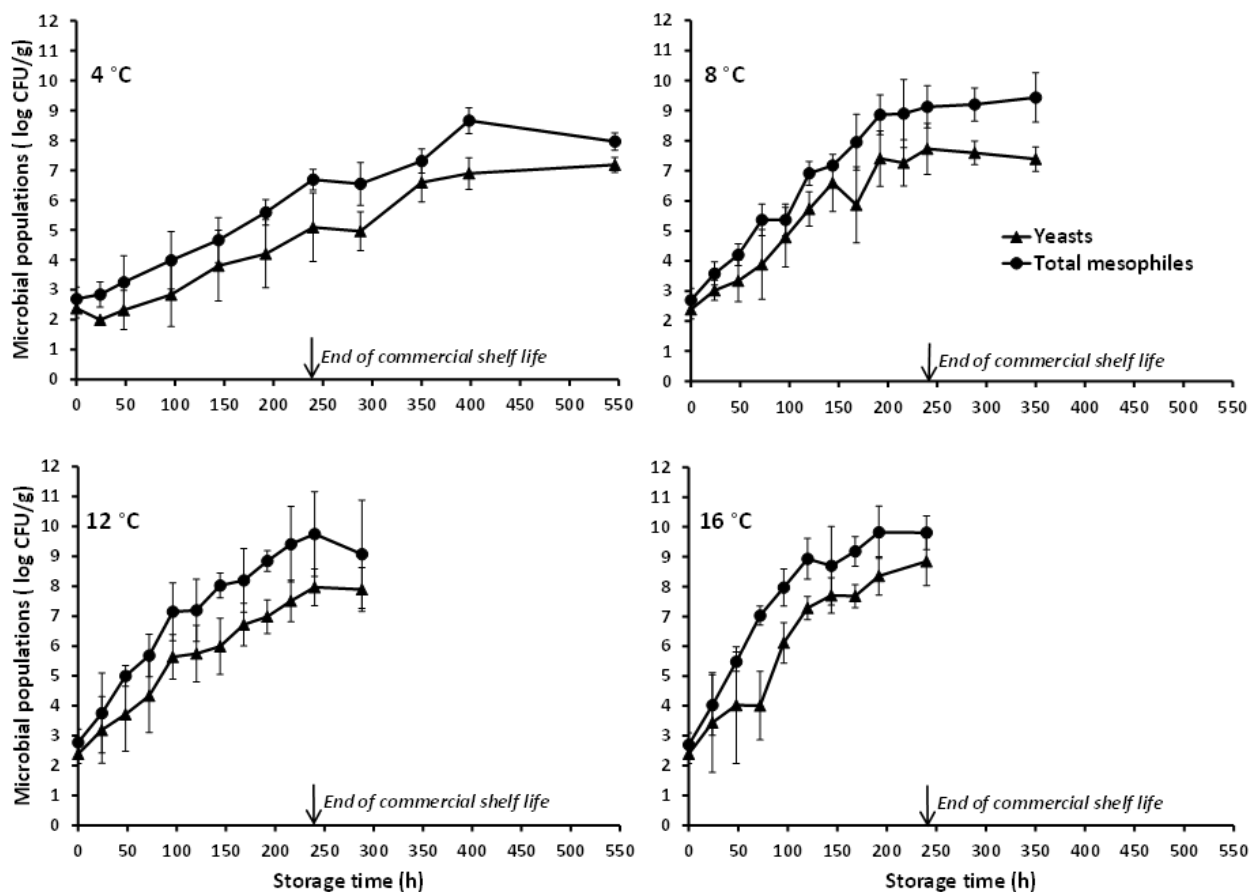 Microbial populations ( log CFU/g)
12
11
10
9
8
7
6
5
4
3
2
1
0
4 °C
End of commercial shelf life
0 50 100 150 200 250 300 350 400 450 500 550
12
11
10
9
8
7
6
5
4
3
2
1
0
8 °C
Yeasts
Total mesophiles
End of commercial shelf life
0 50 100 150 200 250 300 350 400 450 500 550
Microbial populations ( log CFU/g)
12
11
10
9
8
7
6
5
4
3
2
1
0
12 °C
End of commercial shelf life
0 50 100 150 200 250 300 350 400 450 500 550
Storage time (h)
12
11
10
9
8
7
6
5
4
3
2
1
0
16 °C
End of commercial shelf life
0 50 100 150 200 250 300 350 400 450 500 550
Storage time (h)